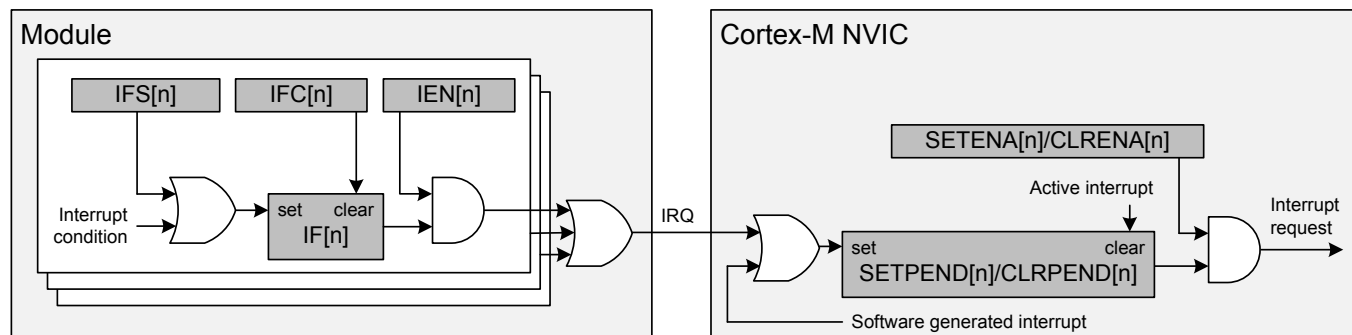 Module
Cortex-M NVIC
IFS[n]
IFC[n]
IEN[n]
SETENA[n]/CLRENA[n]
Interrupt
condition
set clear
IF[n]
IRQ
Active interrupt
Interrupt
request
set clear
SETPEND[n]/CLRPEND[n]
Software generated interrupt